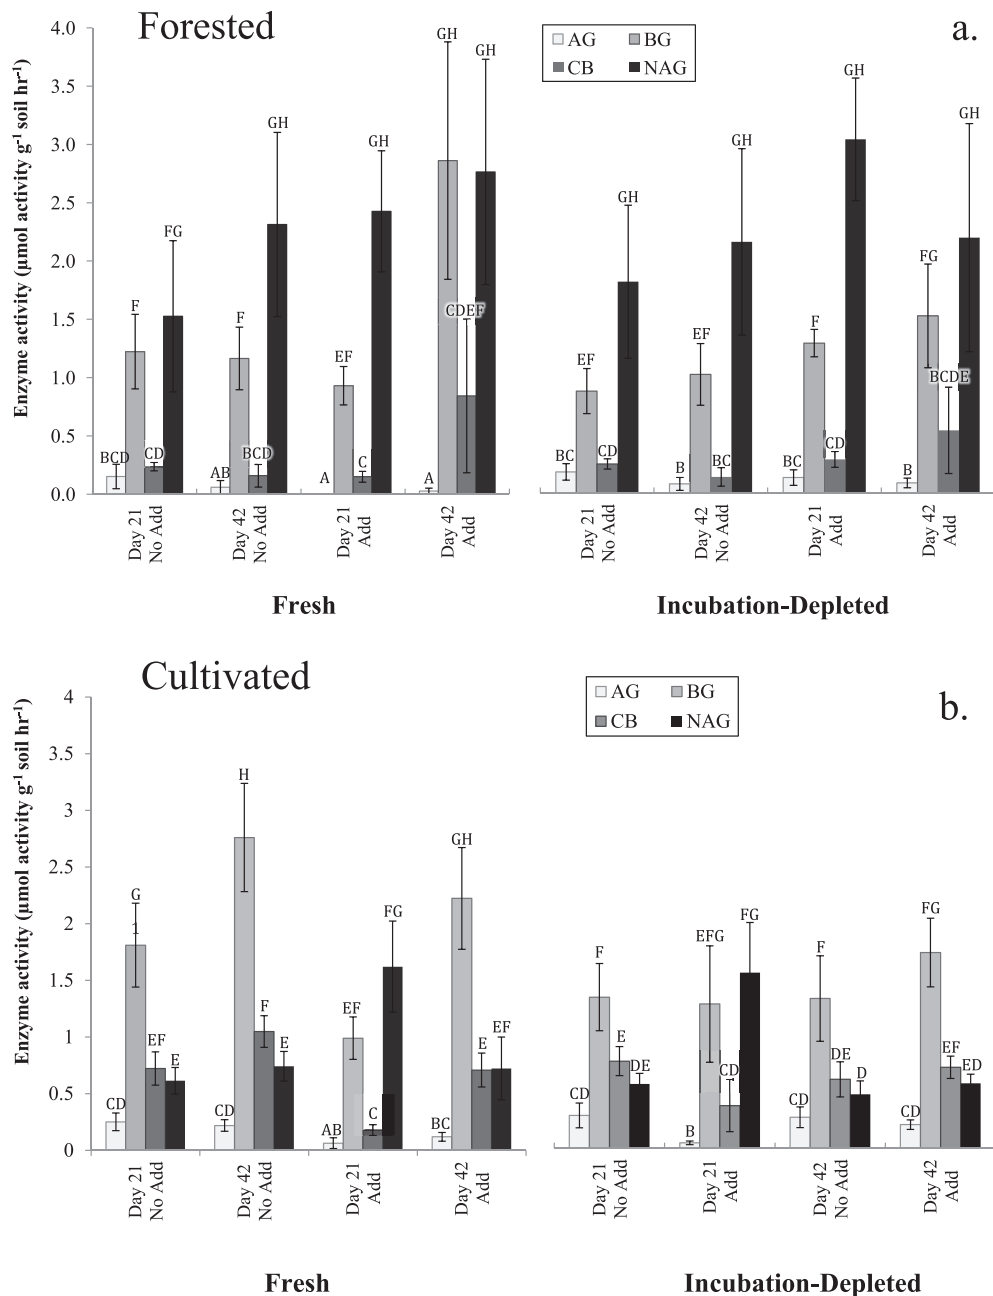 Forested
a.
AG BG
CB NAG
Enzyme activity (µmol activity g⁻¹ soil hr⁻¹)
4.0
3.5
3.0
2.5
2.0
1.5
1.0
0.5
0.0
BCD F CD FG
AB F BCD GH
A EF C GH
A GH CDEF GH
BC EF CD GH
B EF BC GH
BC F CD GH
B FG BCDE GH
Day 21 No Add
Day 42 No Add
Day 21 Add
Day 42 Add
Day 21 No Add
Day 42 No Add
Day 21 Add
Day 42 Add
Fresh
Incubation-Depleted
Cultivated
b.
AG BG
CB NAG
Enzyme activity (µmol activity g⁻¹ soil hr⁻¹)
4
3.5
3
2.5
2
1.5
1
0.5
0
CD G 1 EF E
CD H F E
AB EF C FG
BC GH E EF
CD F E DE
B EFG CD FG
CD F DE D
CD FG EF ED
Day 21 No Add
Day 42 No Add
Day 21 Add
Day 42 Add
Day 21 No Add
Day 21 Add
Day 42 No Add
Day 42 Add
Fresh
Incubation-Depleted